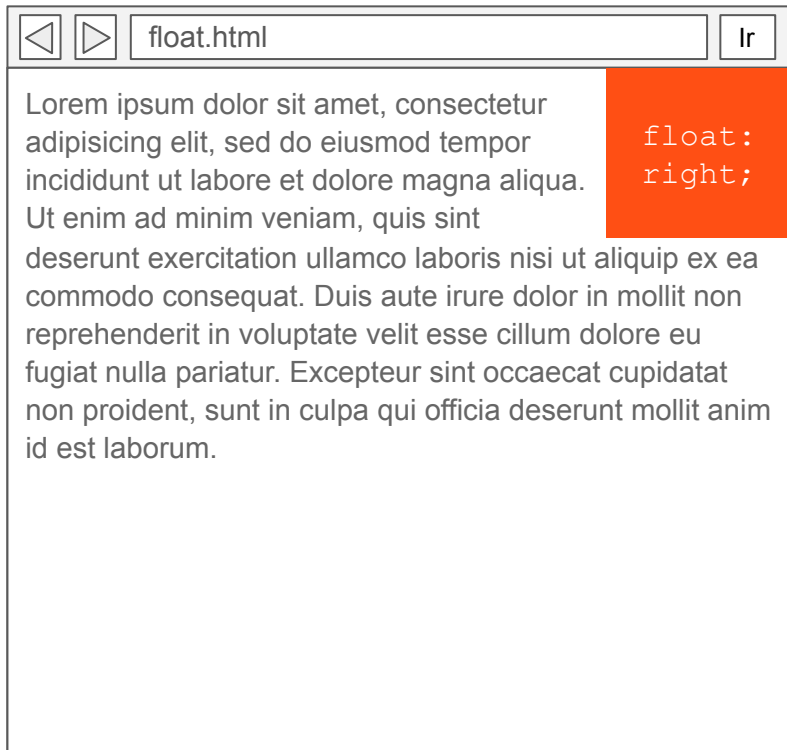 float.html
Ir
Lorem ipsum dolor sit amet, consectetur
adipisicing elit, sed do eiusmod tempor
incididunt ut labore et dolore magna aliqua.
Ut enim ad minim veniam, quis sint
deserunt exercitation ullamco laboris nisi ut aliquip ex ea
commodo consequat. Duis aute irure dolor in mollit non
reprehenderit in voluptate velit esse cillum dolore eu
fugiat nulla pariatur. Excepteur sint occaecat cupidatat
non proident, sunt in culpa qui officia deserunt mollit anim
id est laborum.
float:
right;